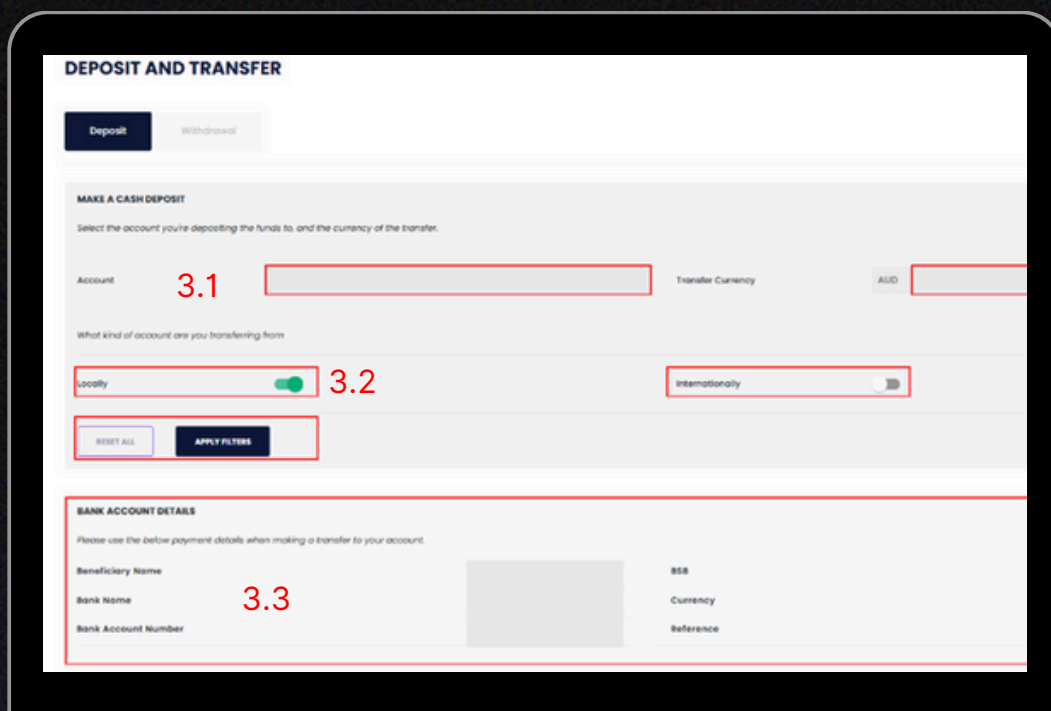 DEPOSIT AND TRANSFER
Deposit Withdrawal
MAKE A CASH DEPOSIT
Select the account you're depositing the funds to, and the currency of the transfer.
Account 3.1 Transfer Currency AUD
What kind of account are you transferring from
Locally 3.2 Internationally
RESET ALL APPLY FILTERS
BANK ACCOUNT DETAILS
Please use the below payment details when making a transfer to your account.
Beneficiary Name BSB
Bank Name 3.3 Currency
Bank Account Number Reference